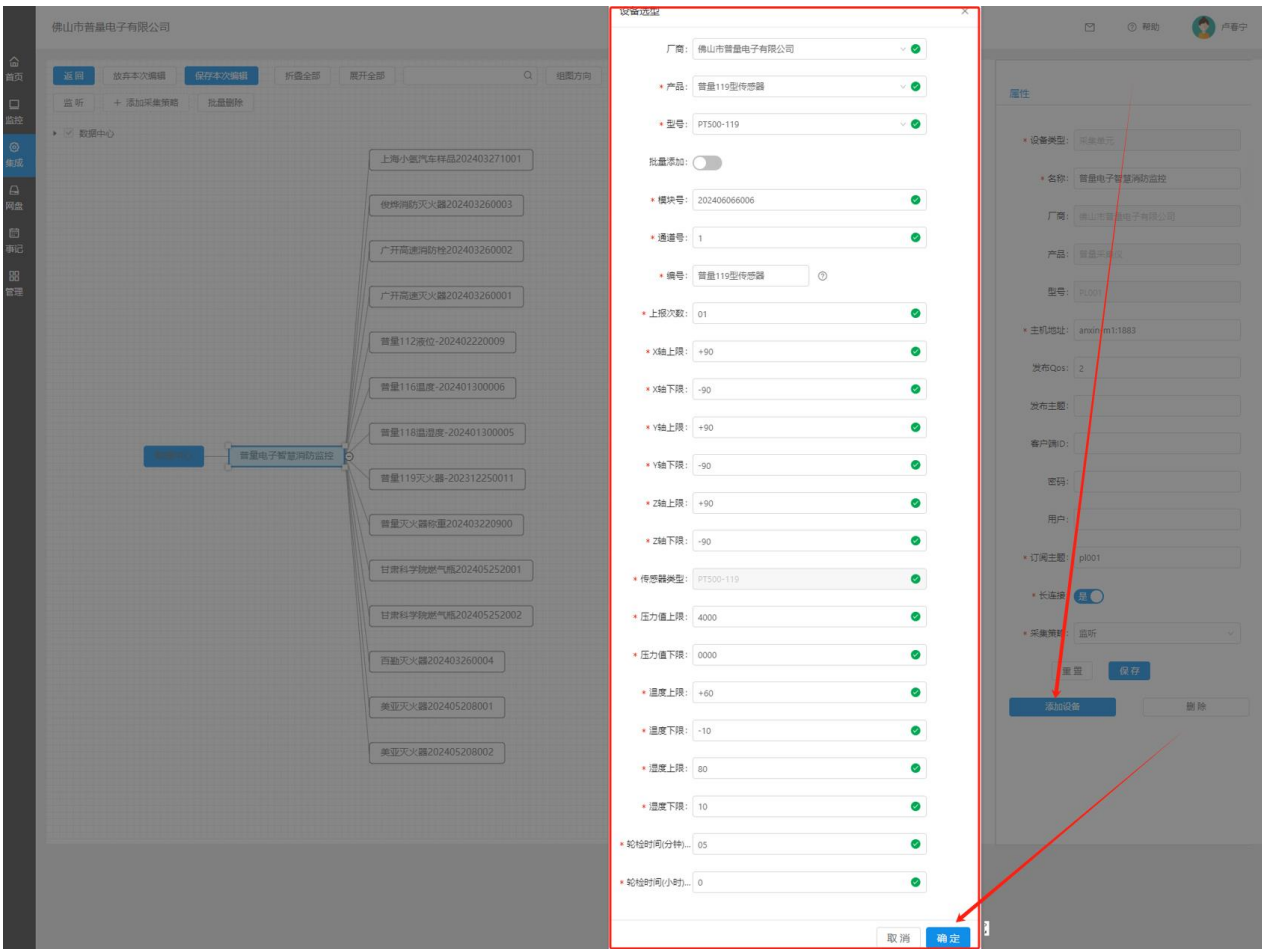 佛山市普量电子有限公司
帮助
卢春宁
首页
监控
集成
网盘
事记
管理
返回 放弃本次编辑 保存本次编辑 折叠全部 展开全部 组图方向
监听 + 添加采集策略 批量删除
数据中心
普量电子智慧消防监控
上海小氢汽车样品202403271001
俊烨消防灭火器202403260003
广开高速消防栓202403260002
广开高速灭火器202403260001
普量112液位-202402220009
普量116温度-202401300006
普量118温湿度-202401300005
普量119灭火器-202312250011
普量灭火器称重202403220900
甘肃科学院燃气瓶202405252001
甘肃科学院燃气瓶202405252002
百勤灭火器202403260004
美亚灭火器202405208001
美亚灭火器202405208002
设备选型 ×
厂商: 佛山市普量电子有限公司
* 产品: 普量119型传感器
* 型号: PT500-119
批量添加:
* 模块号: 202406066006
* 通道号: 1
* 编号: 普量119型传感器
* 上报次数: 01
* X轴上限: +90
* X轴下限: -90
* Y轴上限: +90
* Y轴下限: -90
* Z轴上限: +90
* Z轴下限: -90
* 传感器类型: PT500-119
* 压力值上限: 4000
* 压力值下限: 0000
* 温度上限: +60
* 温度下限: -10
* 湿度上限: 80
* 湿度下限: 10
* 轮检时间(分钟)... 05
* 轮检时间(小时)... 0
取消 确定
属性
* 设备类型: 采集单元
* 名称: 普量电子智慧消防监控
厂商: 佛山市普量电子有限公司
产品: 普量采集仪
型号: PL001
* 主机地址: anxin-m1:1883
发布Qos: 2
发布主题:
客户端ID:
密码:
用户:
* 订阅主题: pl001
* 长连接: 是
* 采集策略: 监听
重置 保存
添加设备 删除